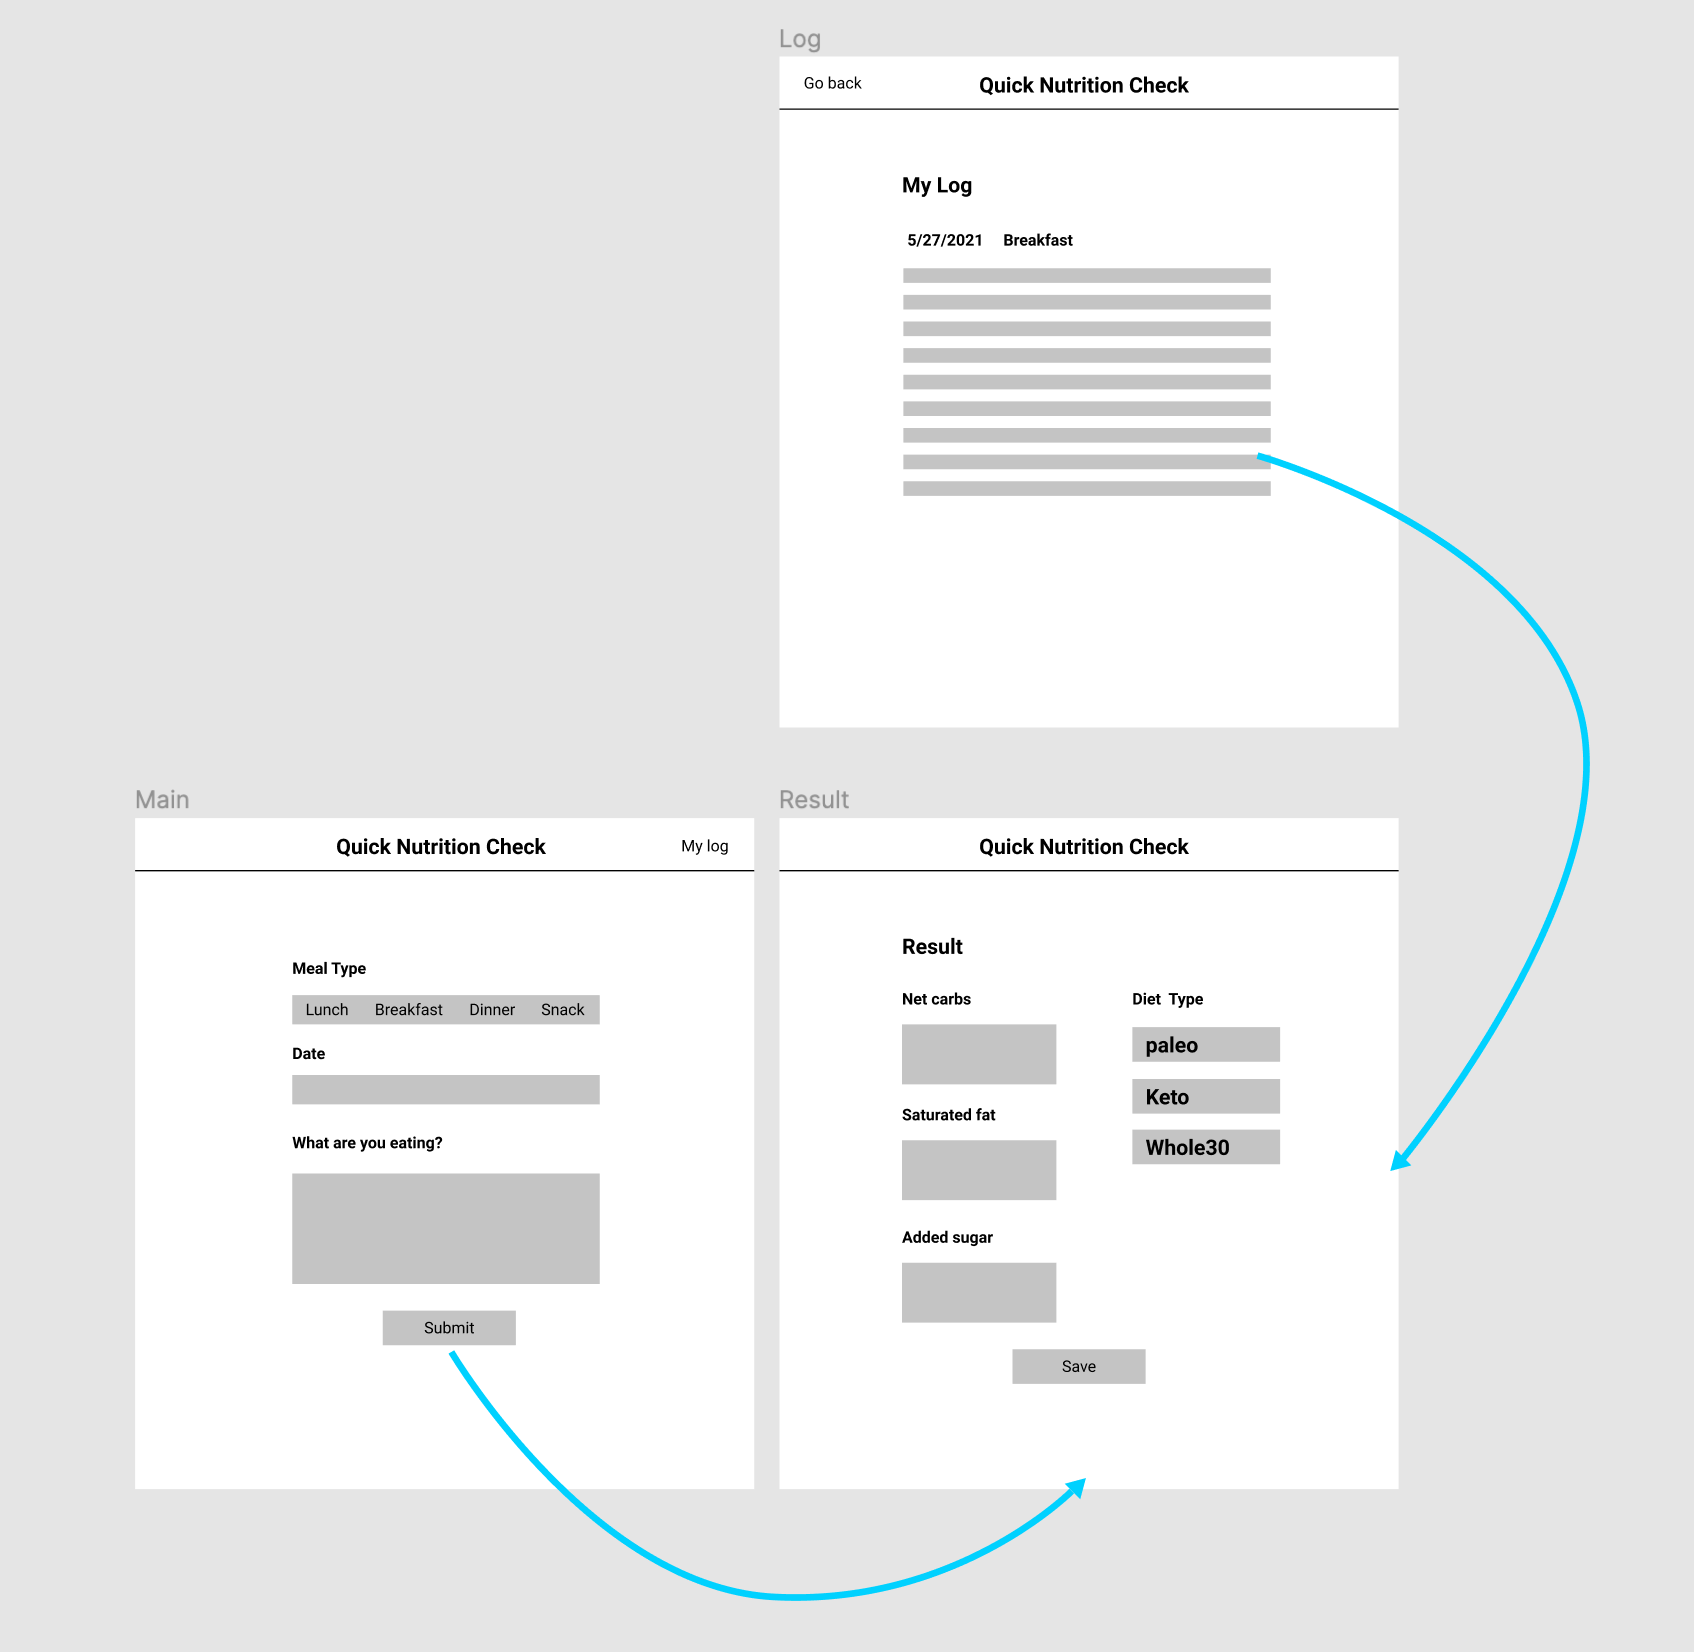 Log
Go back
Quick Nutrition Check
My Log
5/27/2021 Breakfast
Main
Quick Nutrition Check
My log
Meal Type
Lunch Breakfast Dinner Snack
Date
What are you eating?
Submit
Result
Quick Nutrition Check
Result
Net carbs
Saturated fat
Added sugar
Diet Type
paleo
Keto
Whole30
Save